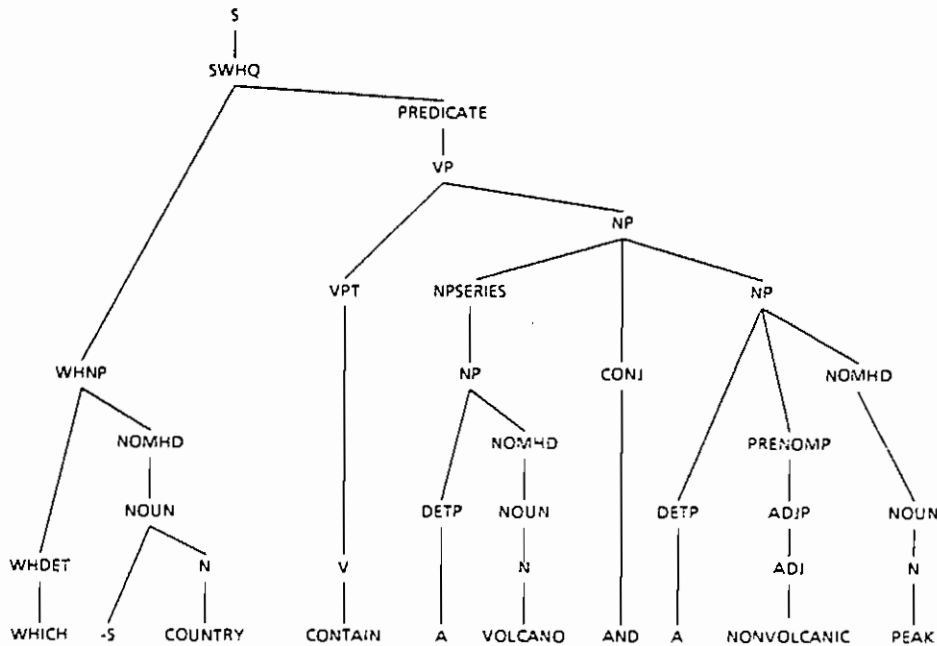 S
SWHQ
PREDICATE
VP
NP
VPT NPSERIES NP
WHNP NP CONJ NOMHD
NOMHD NOMHD PRENOMP
NOUN DETP NOUN DETP ADJP NOUN
WHDET N V N ADJ N
WHICH -S COUNTRY CONTAIN A VOLCANO AND A NONVOLCANIC PEAK